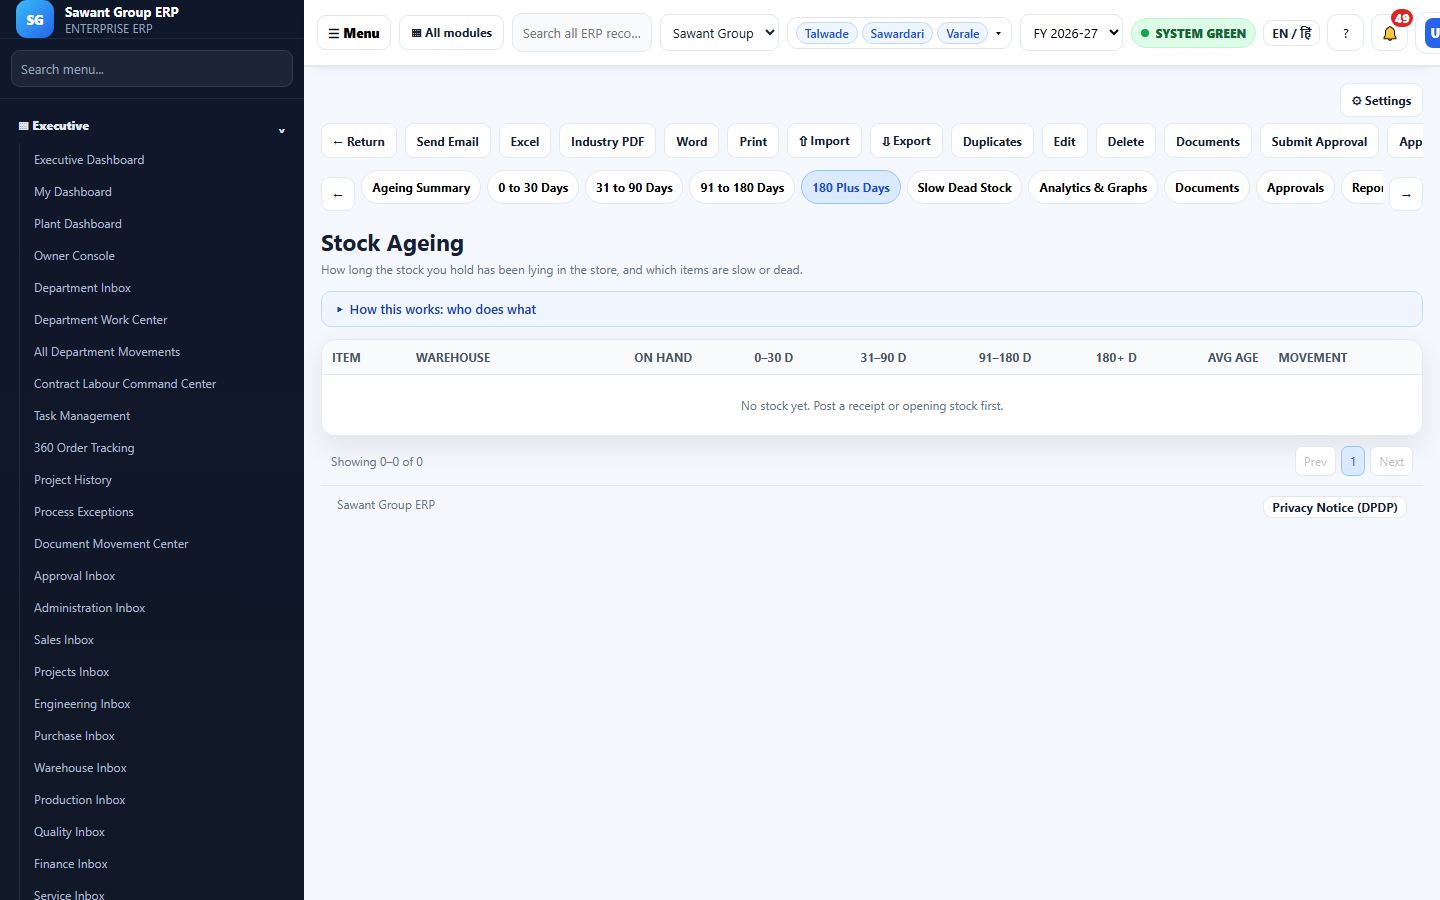 SG
Sawant Group ERP
ENTERPRISE ERP
Search menu...
Executive
Executive Dashboard
My Dashboard
Plant Dashboard
Owner Console
Department Inbox
Department Work Center
All Department Movements
Contract Labour Command Center
Task Management
360 Order Tracking
Project History
Process Exceptions
Document Movement Center
Approval Inbox
Administration Inbox
Sales Inbox
Projects Inbox
Engineering Inbox
Purchase Inbox
Warehouse Inbox
Production Inbox
Quality Inbox
Finance Inbox
Service Inbox
☰ Menu
All modules
Search all ERP reco...
Sawant Group
Talwade
Sawardari
Varale
FY 2026-27
SYSTEM GREEN
EN / हिं
?
49
U
⚙ Settings
← Return
Send Email
Excel
Industry PDF
Word
Print
⇧ Import
⇩ Export
Duplicates
Edit
Delete
Documents
Submit Approval
App
←
Ageing Summary
0 to 30 Days
31 to 90 Days
91 to 180 Days
180 Plus Days
Slow Dead Stock
Analytics & Graphs
Documents
Approvals
Repor
→
Stock Ageing
How long the stock you hold has been lying in the store, and which items are slow or dead.
▸ How this works: who does what
ITEM WAREHOUSE ON HAND 0–30 D 31–90 D 91–180 D 180+ D AVG AGE MOVEMENT
No stock yet. Post a receipt or opening stock first.
Showing 0–0 of 0
Prev
1
Next
Sawant Group ERP
Privacy Notice (DPDP)